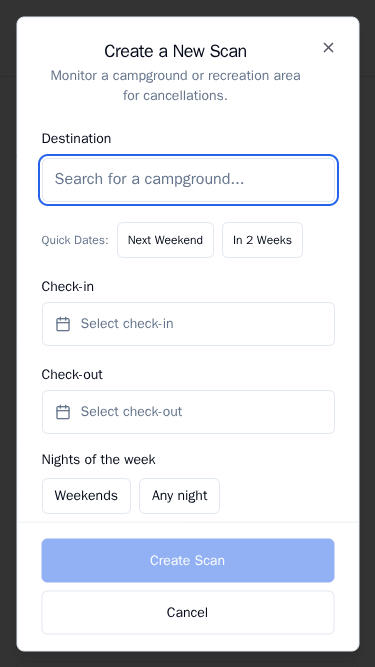 Create a New Scan
Monitor a campground or recreation area
for cancellations.
Destination
Search for a campground...
Quick Dates:
Next Weekend
In 2 Weeks
Check-in
Select check-in
Check-out
Select check-out
Nights of the week
Weekends
Any night
Create Scan
Cancel